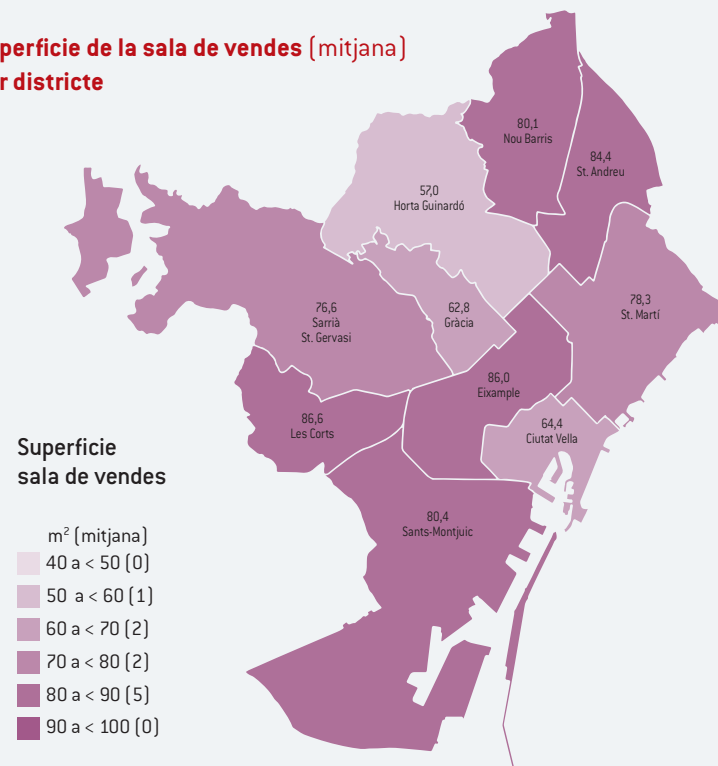 perficie de la sala de vendes (mitjana)
r districte
80,1
Nou Barris
84,4
St. Andreu
57,0
Horta Guinardó
76,6
Sarrià
St. Gervasi
62,8
Gràcia
78,3
St. Martí
86,0
Eixample
86,6
Les Corts
64,4
Ciutat Vella
80,4
Sants-Montjuic
Superficie
sala de vendes
m² (mitjana)
40 a < 50 (0)
50 a < 60 (1)
60 a < 70 (2)
70 a < 80 (2)
80 a < 90 (5)
90 a < 100 (0)